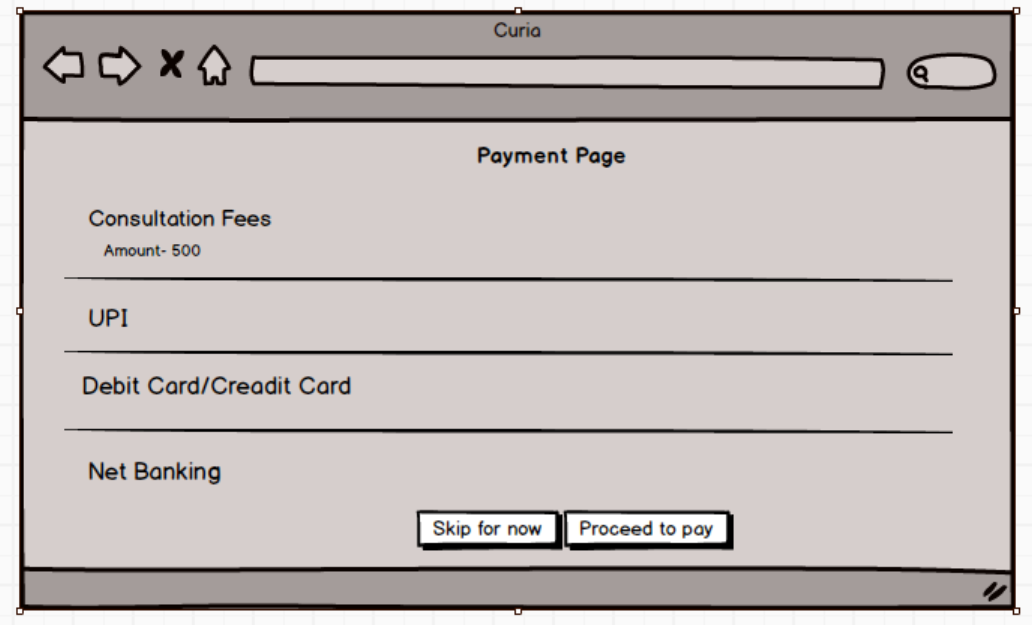 Curia
Payment Page
Consultation Fees
Amount- 500
UPI
Debit Card/Creadit Card
Net Banking
Skip for now Proceed to pay